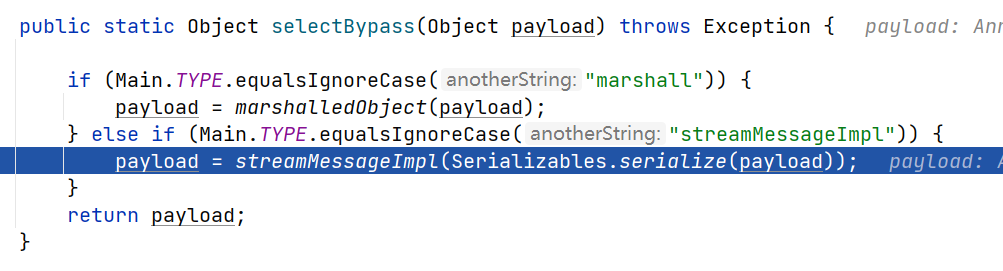 public static Object selectBypass(Object payload) throws Exception {   payload: Ann
if (Main.TYPE.equalsIgnoreCase( anotherString: "marshall")) {
payload = marshalledObject(payload);
} else if (Main.TYPE.equalsIgnoreCase( anotherString: "streamMessageImpl")) {
payload = streamMessageImpl(Serializables.serialize(payload));   payload: A
}
return payload;
}